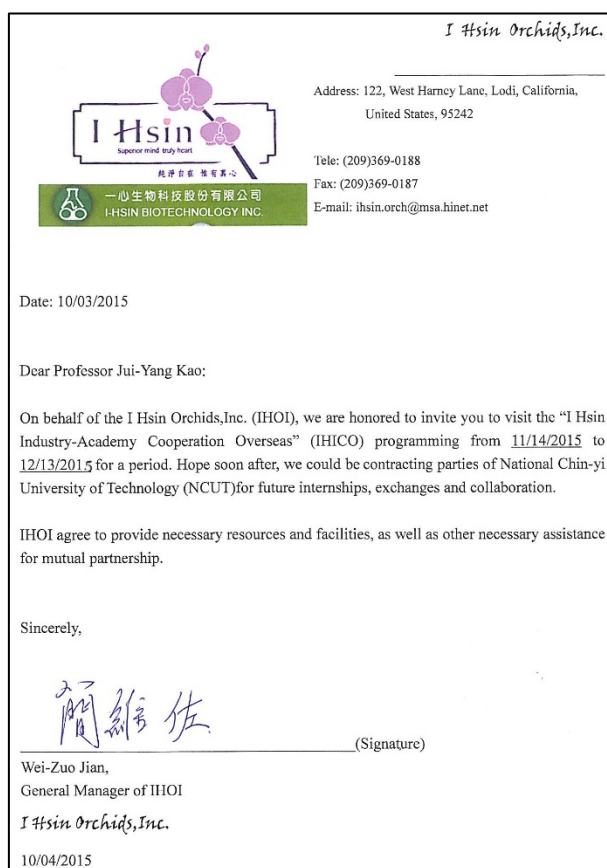 I Hsin Orchids,Inc.
I Hsin
Superior mind truly heart
純淨自在 惟有真心
一心生物科技股份有限公司
I-HSIN BIOTECHNOLOGY INC.
Address: 122, West Harney Lane, Lodi, California,
United States, 95242
Tele: (209)369-0188
Fax: (209)369-0187
E-mail: ihsin.orch@msa.hinet.net
Date: 10/03/2015
Dear Professor Jui-Yang Kao:
On behalf of the I Hsin Orchids,Inc. (IHOI), we are honored to invite you to visit the “I Hsin
Industry-Academy Cooperation Overseas” (IHICO) programming from 11/14/2015 to
12/13/2015 for a period. Hope soon after, we could be contracting parties of National Chin-yi
University of Technology (NCUT)for future internships, exchanges and collaboration.
IHOI agree to provide necessary resources and facilities, as well as other necessary assistance
for mutual partnership.
Sincerely,
簡維佐
(Signature)
Wei-Zuo Jian,
General Manager of IHOI
I Hsin Orchids,Inc.
10/04/2015